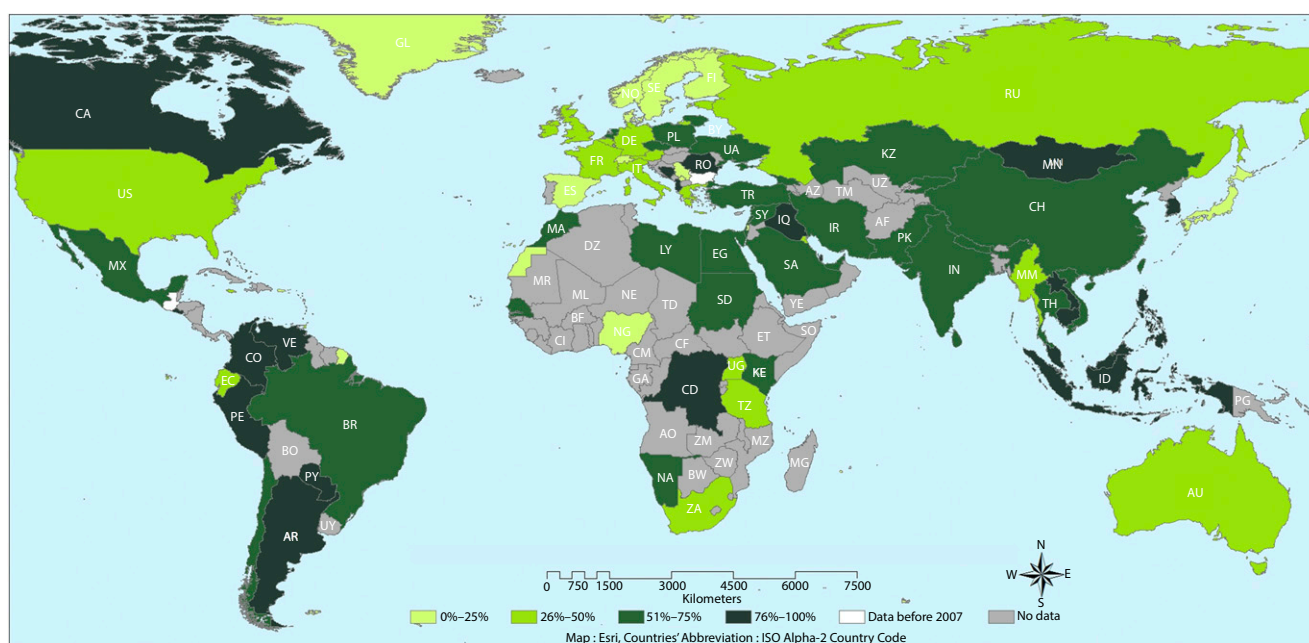 GL
CA
NO
SE
FI
RU
DE
PL
BY
UA
KZ
FR
IT
RO
MN
US
ES
TR
AZ
TM
UZ
CH
MA
SY
IQ
IR
AF
PK
MX
DZ
LY
EG
SA
IN
MM
MR
ML
NE
TD
SD
YE
TH
BF
NG
ET
SO
CI
CM
CF
VE
CO
GA
CD
UG
KE
ID
EC
TZ
PG
PE
BR
AO
ZM
MZ
BO
ZW
MG
PY
NA
BW
AU
UY
ZA
AR
N
W E
S
0 750 1500 3000 4500 6000 7500
Kilometers
0%–25% 26%–50% 51%–75% 76%–100% Data before 2007 No data
Map : Esri, Countries' Abbreviation : ISO Alpha-2 Country Code